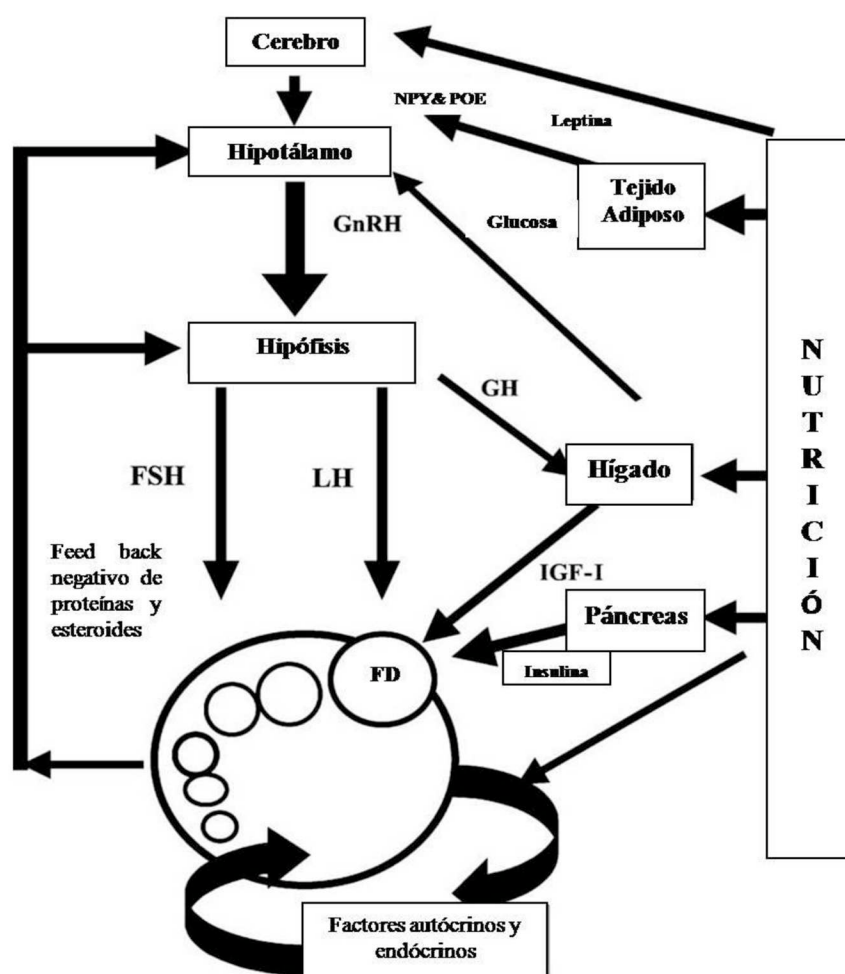 Cerebro
NPY& POE
Leptina
Hipotálamo
Tejido
Adiposo
GnRH
Glucosa
Hipófisis
GH
FSH
LH
Hígado
Feed back
negativo de
proteínas y
esteroides
IGF-I
Páncreas
Insulina
FD
N
U
T
R
I
C
I
Ó
N
Factores autócrinos y
endócrinos